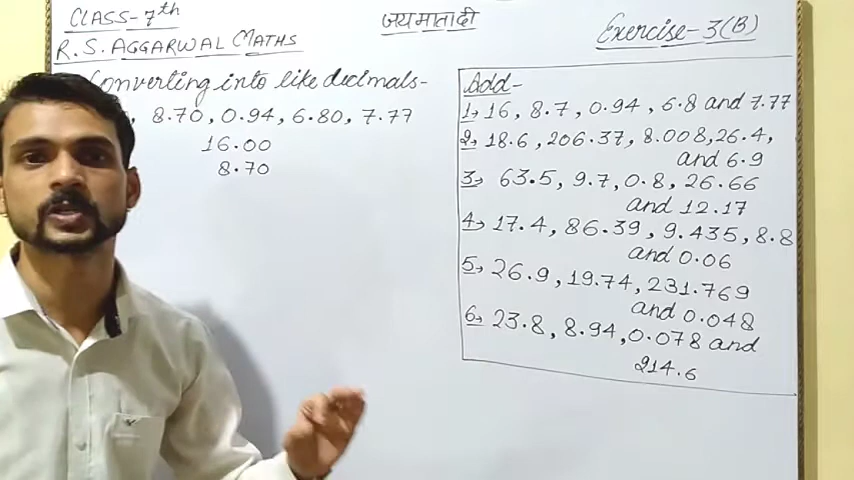 CLASS-7th
जय माता दी
Exercise-3(B)
R.S. AGGARWAL MATHS
Converting into like decimals-
, 8.70, 0.94, 6.80, 7.77
16.00
8.70
Add-
1→ 16, 8.7, 0.94, 6.8 and 7.77
2→ 18.6, 206.37, 8.008, 26.4,
and 6.9
3→ 63.5, 9.7, 0.8, 26.66
and 12.17
4→ 17.4, 86.39, 9.435, 8.8
and 0.06
5→ 26.9, 19.74, 231.769
and 0.048
6→ 23.8, 8.94, 0.078 and
214.6